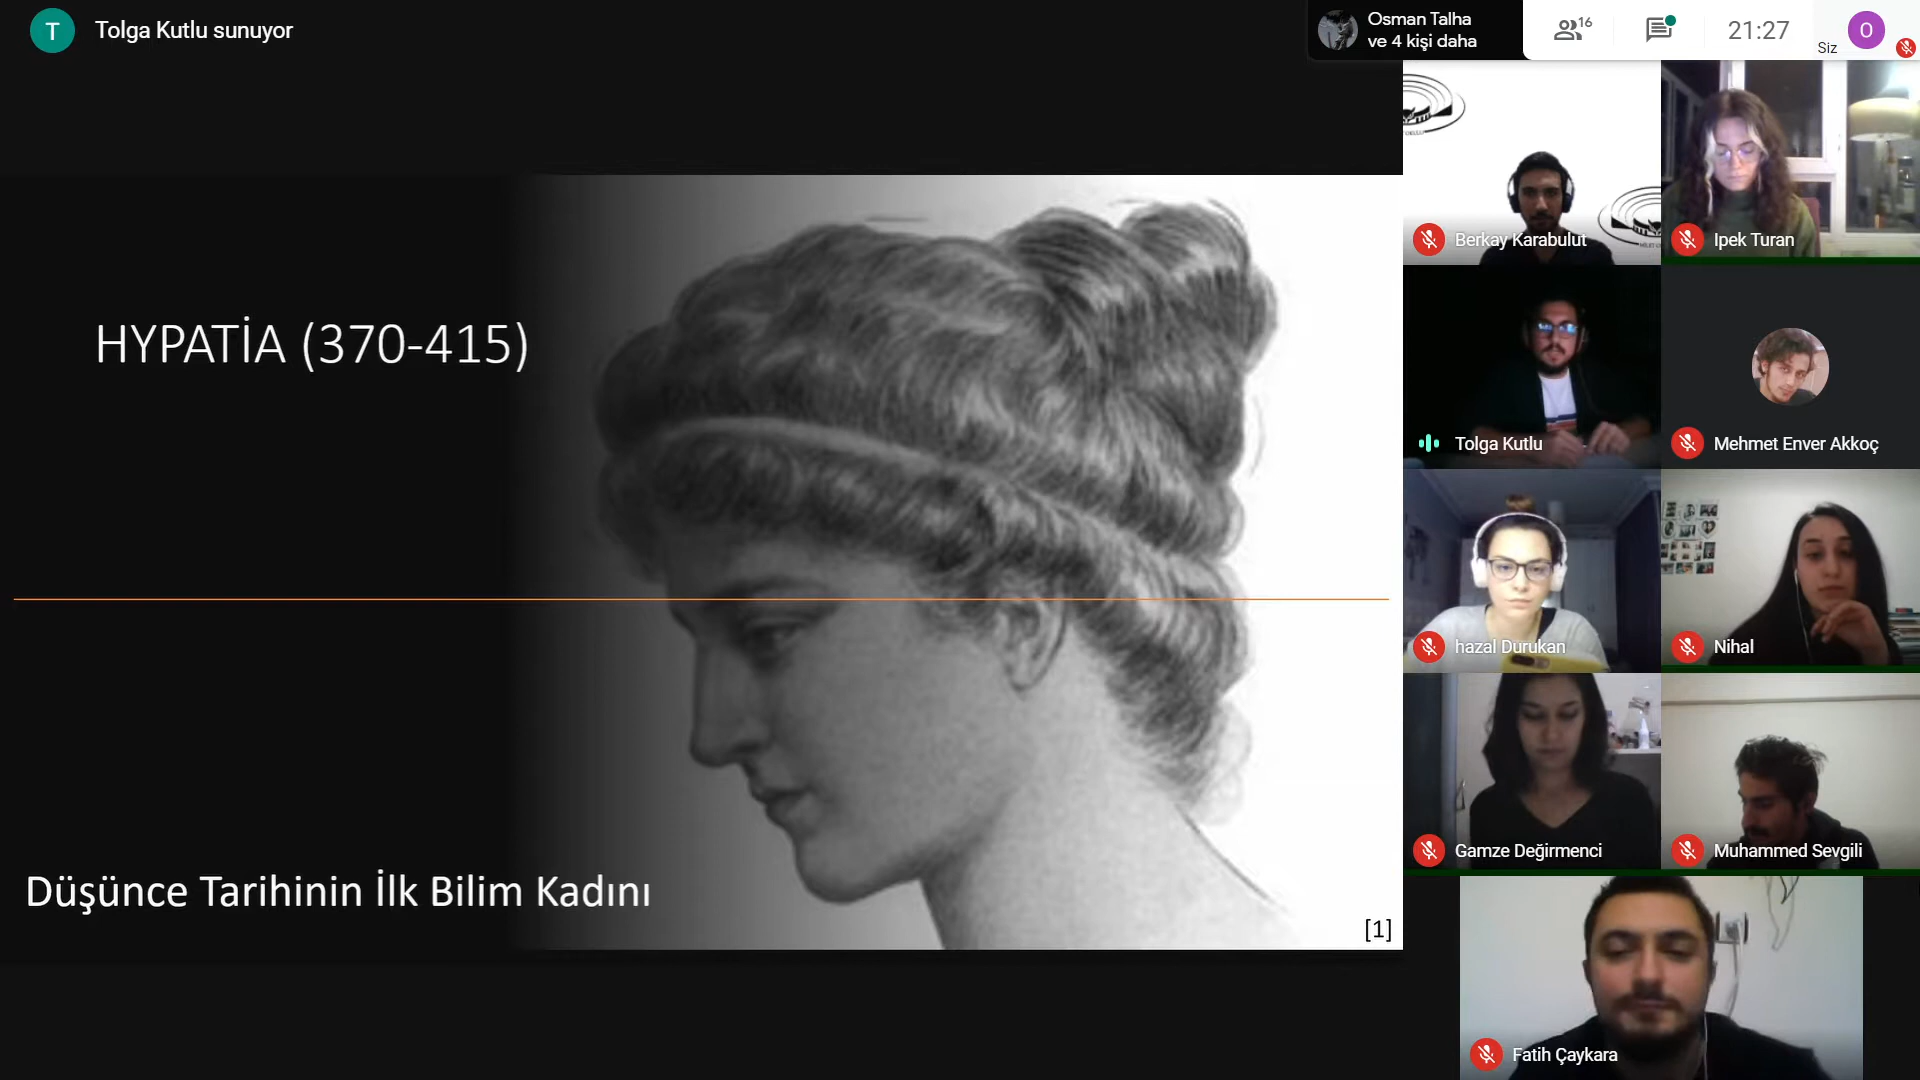 T
Tolga Kutlu sunuyor
Osman Talha
ve 4 kişi daha
16
21:27
Siz
O
HYPATİA (370-415)
Düşünce Tarihinin İlk Bilim Kadını
[1]
Berkay Karabulut
Ipek Turan
Tolga Kutlu
Mehmet Enver Akkoç
hazal Durukan
Nihal
Gamze Değirmenci
Muhammed Sevgili
Fatih Çaykara